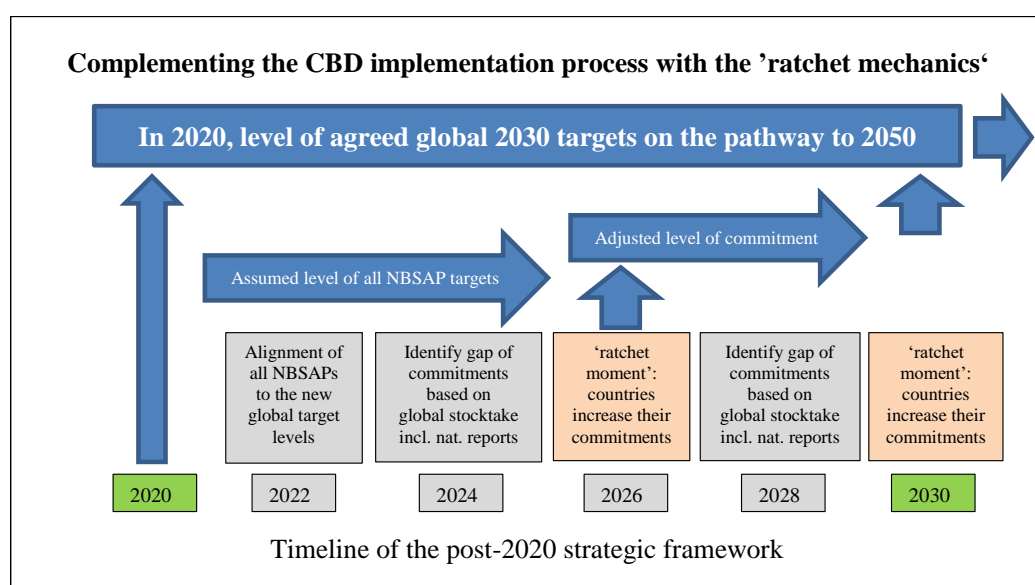 Complementing the CBD implementation process with the ’ratchet mechanics‘
In 2020, level of agreed global 2030 targets on the pathway to 2050
Adjusted level of commitment
Assumed level of all NBSAP targets
Alignment of
all NBSAPs
to the new
global target
levels
Identify gap of
commitments
based on
global stocktake
incl. nat. reports
‘ratchet
moment’:
countries
increase their
commitments
Identify gap of
commitments
based on
global stocktake
incl. nat. reports
‘ratchet
moment’:
countries
increase their
commitments
2020
2022
2024
2026
2028
2030
Timeline of the post-2020 strategic framework